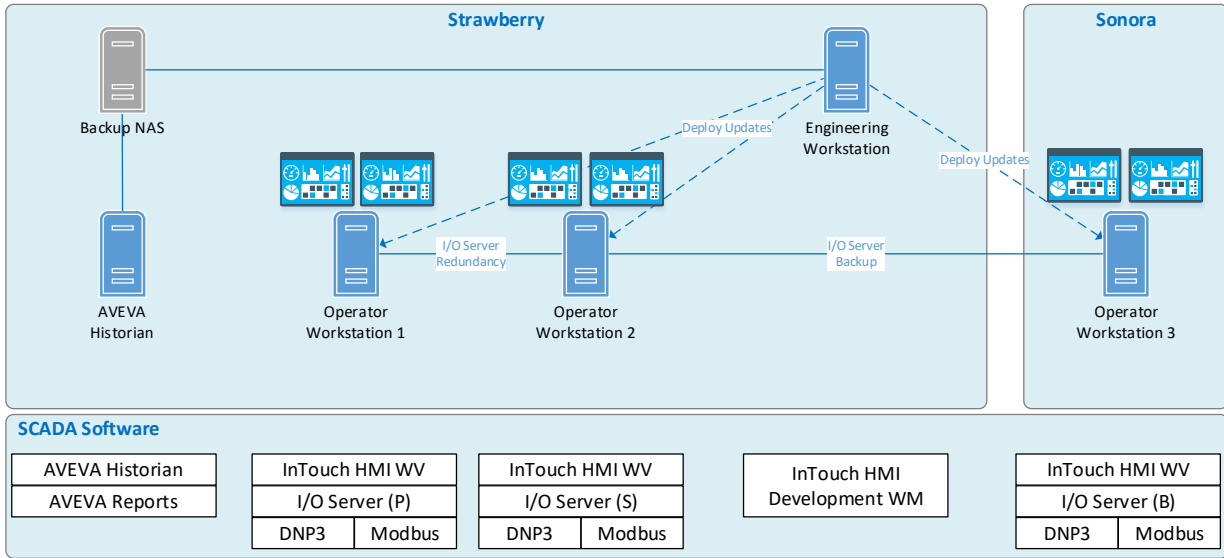 Strawberry
Sonora
Backup NAS
Engineering
Workstation
Deploy Updates
Deploy Updates
I/O Server
Redundancy
I/O Server
Backup
AVEVA
Historian
Operator
Workstation 1
Operator
Workstation 2
Operator
Workstation 3
SCADA Software
AVEVA Historian
AVEVA Reports
InTouch HMI WV
I/O Server (P)
DNP3
Modbus
InTouch HMI WV
I/O Server (S)
DNP3
Modbus
InTouch HMI
Development WM
InTouch HMI WV
I/O Server (B)
DNP3
Modbus